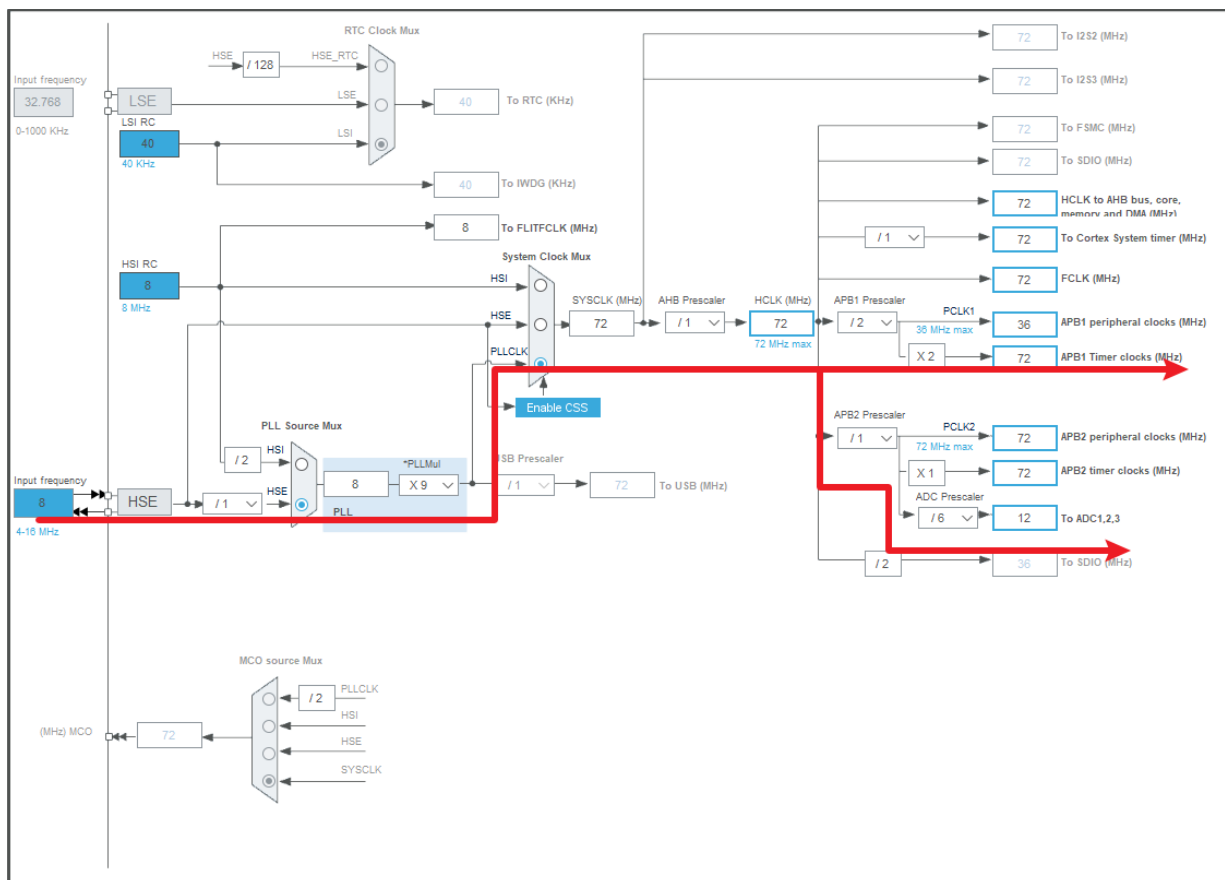 RTC Clock Mux
HSE
/ 128
HSE_RTC
Input frequency
32.768
0-1000 KHz
LSE
LSE
40
To RTC (KHz)
LSI RC
40
40 KHz
LSI
40
To IWDG (KHz)
8
To FLITFCLK (MHz)
HSI RC
8
8 MHz
System Clock Mux
HSI
HSE
PLLCLK
SYSCLK (MHz)
72
AHB Prescaler
/ 1
HCLK (MHz)
72
72 MHz max
Enable CSS
72
To I2S2 (MHz)
72
To I2S3 (MHz)
72
To FSMC (MHz)
72
To SDIO (MHz)
72
HCLK to AHB bus, core,
memory and DMA (MHz)
/ 1
72
To Cortex System timer (MHz)
72
FCLK (MHz)
APB1 Prescaler
/ 2
PCLK1
36 MHz max
36
APB1 peripheral clocks (MHz)
X 2
72
APB1 Timer clocks (MHz)
APB2 Prescaler
/ 1
PCLK2
72 MHz max
72
APB2 peripheral clocks (MHz)
X 1
72
APB2 timer clocks (MHz)
ADC Prescaler
/ 6
12
To ADC1,2,3
/ 2
36
To SDIO (MHz)
PLL Source Mux
/ 2
HSI
Input frequency
8
4-16 MHz
HSE
/ 1
HSE
8
*PLLMul
X 9
PLL
Prescaler
/ 1
72
To USB (MHz)
MCO source Mux
/ 2
PLLCLK
HSI
HSE
SYSCLK
(MHz) MCO
72